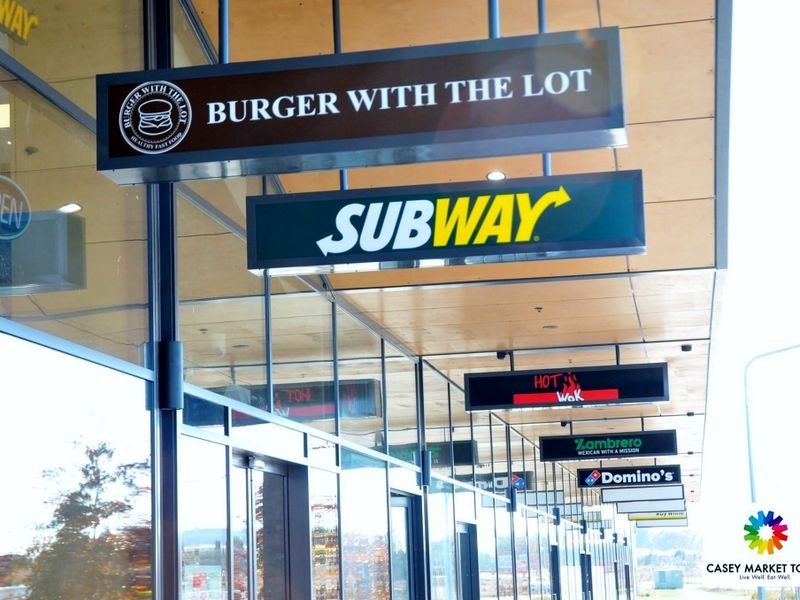 WAY
BURGER WITH THE LOT
HEALTHY FAST FOOD
BURGER WITH THE LOT
SUBWAY
HOT
WoK
Zambrero
MEXICAN WITH A MISSION
Domino's
CASEY MARKET TO
Live Well. Eat Well.